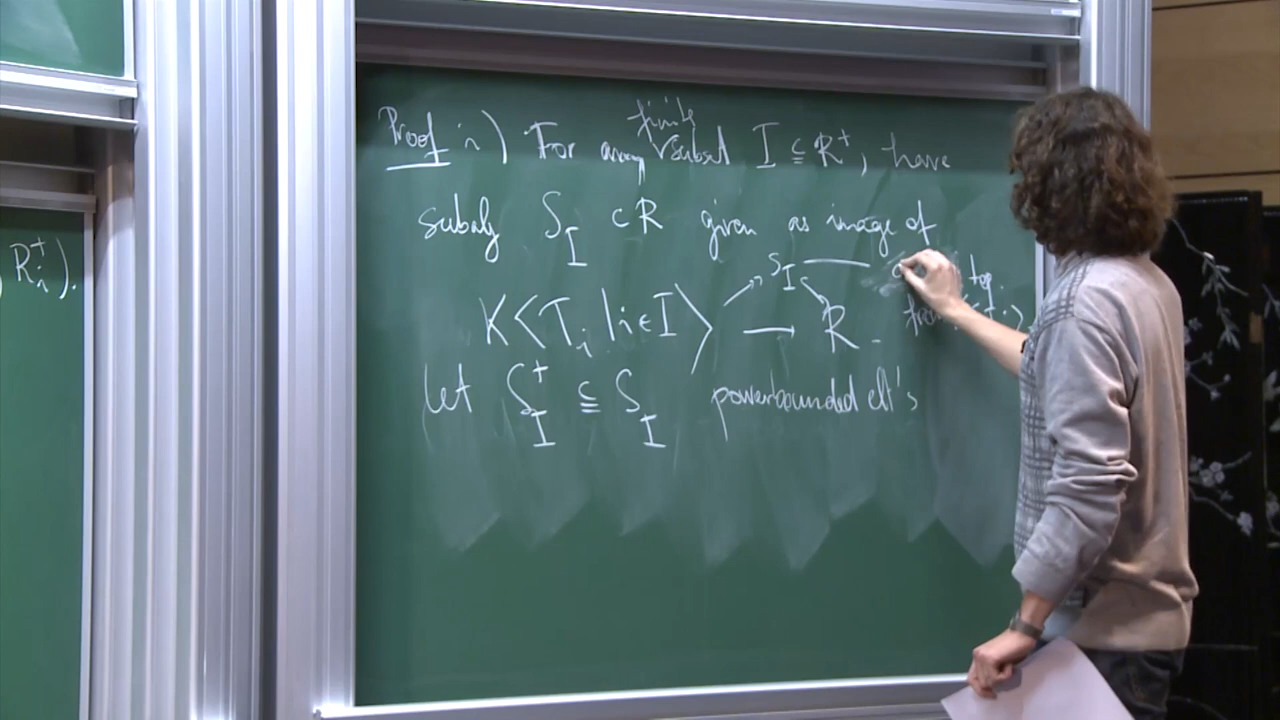 R_i^+).
Proof i) For any finite subset I ⊆ R^+, have
subalg S_I ⊂ R given as image of
S_I top
K<T_i | i ∈ I> → R.
Let S_I^+ ⊆ S_I powerbounded elt's